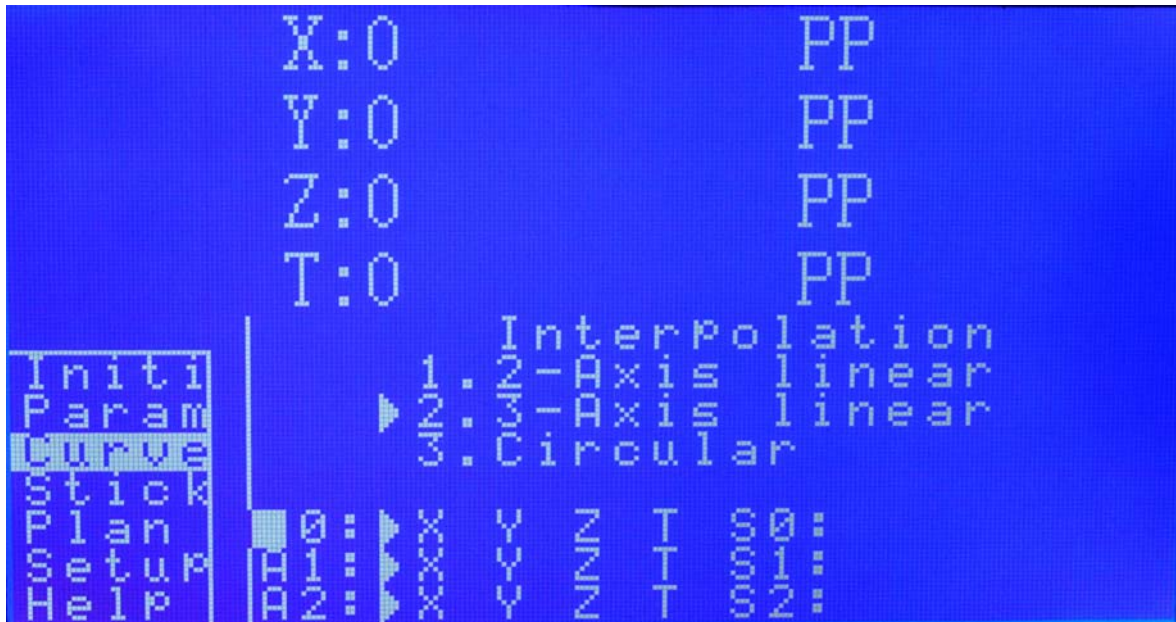 X:0 PP
Y:0 PP
Z:0 PP
T:0 PP
Interpolation
1.2-Axis linear
2.3-Axis linear
3.Circular
Initi
Param
Curve
Stick
Plan
Setup
Help
0: X Y Z T S0:
A1: X Y Z T S1:
A2: X Y Z T S2: